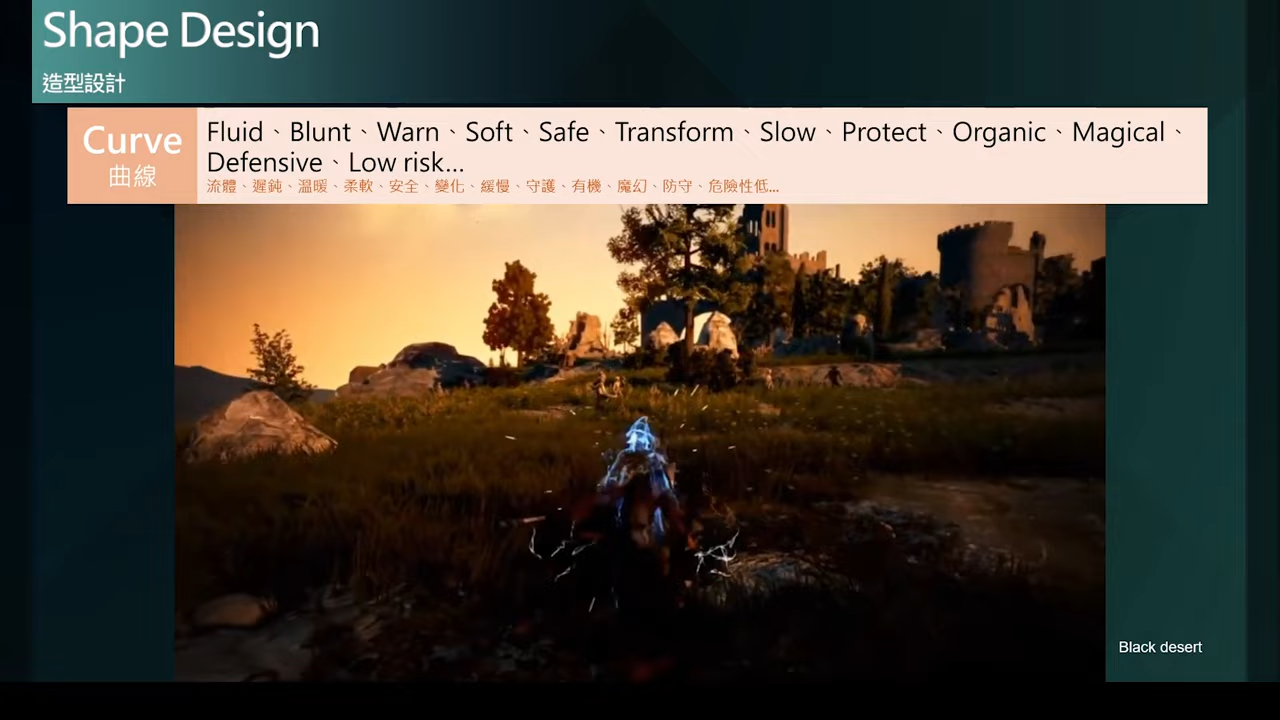 Shape Design
造型設計
Curve
曲線
Fluid、Blunt、Warn、Soft、Safe、Transform、Slow、Protect、Organic、Magical、
Defensive、Low risk...
流體、遲鈍、溫暖、柔軟、安全、變化、緩慢、守護、有機、魔幻、防守、危險性低...
Black desert